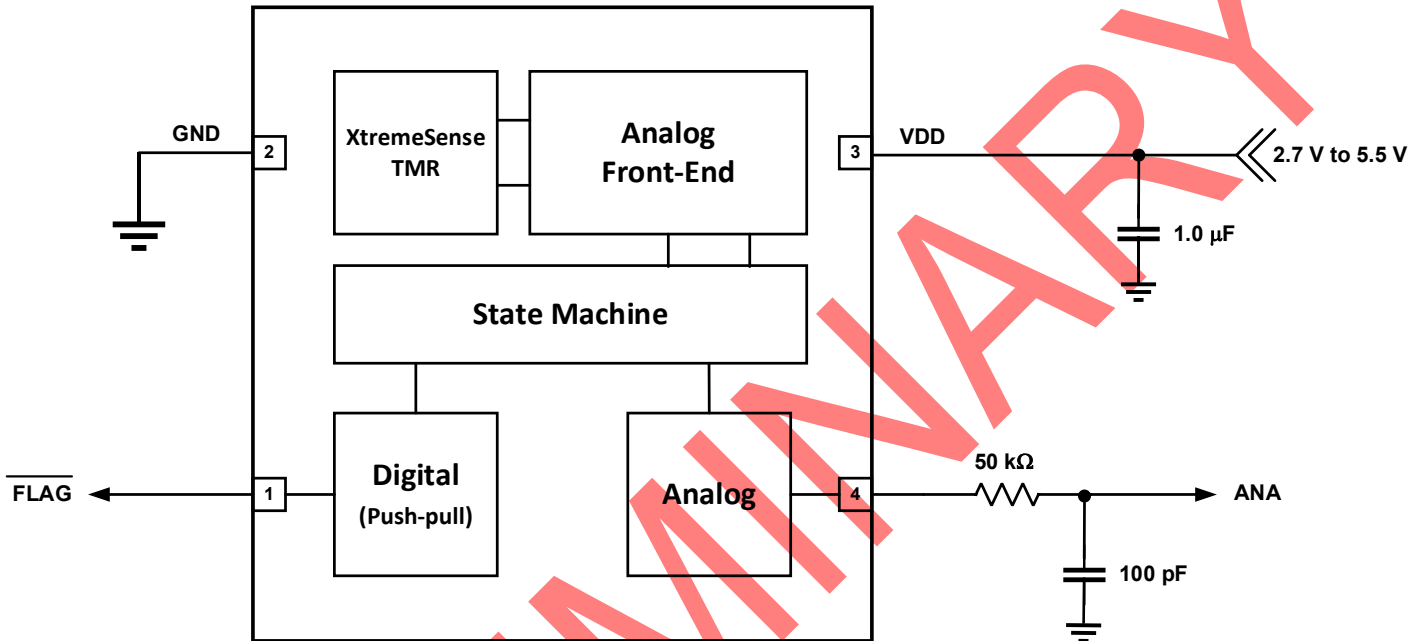 GND
2
XtremeSense
TMR
Analog
Front-End
3
VDD
2.7 V to 5.5 V
1.0 μF
State Machine
FLAG
1
Digital
(Push-pull)
Analog
4
50 kΩ
ANA
100 pF
MINARY